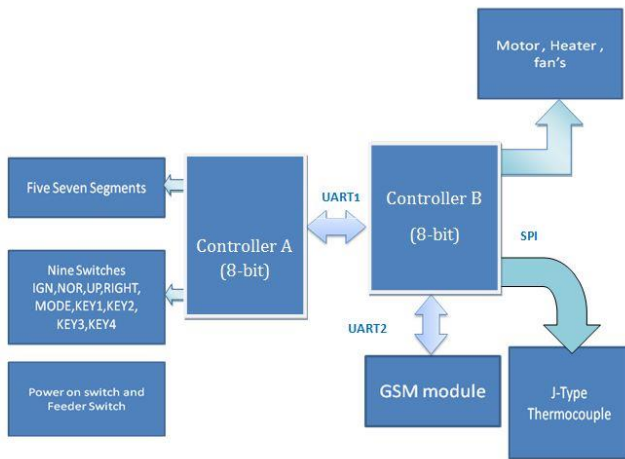 Motor , Heater ,
fan's
Five Seven Segments
Controller A
(8-bit)
UART1
Controller B
(8-bit)
SPI
Nine Switches
IGN,NOR,UP,RIGHT,
MODE,KEY1,KEY2,
KEY3,KEY4
UART2
Power on switch and
Feeder Switch
GSM module
J-Type
Thermocouple